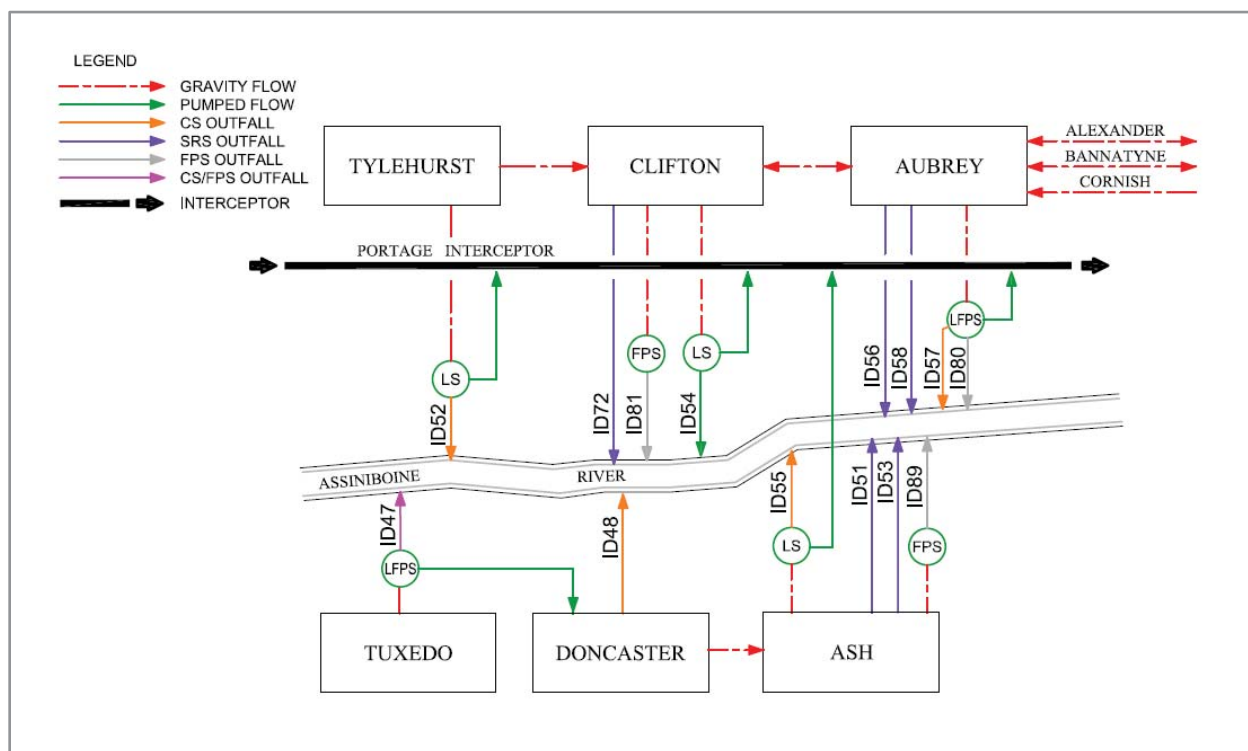 LEGEND
GRAVITY FLOW
PUMPED FLOW
CS OUTFALL
SRS OUTFALL
FPS OUTFALL
CS/FPS OUTFALL
INTERCEPTOR
TYLEHURST
CLIFTON
AUBREY
ALEXANDER
BANNATYNE
CORNISH
PORTAGE INTERCEPTOR
LFPS
FPS
LS
LS
ID52
ID72
ID81
ID54
ID56
ID58
ID57
ID80
ASSINIBOINE RIVER
ID47
ID48
ID55
ID51
ID53
ID89
LFPS
LS
FPS
TUXEDO
DONCASTER
ASH